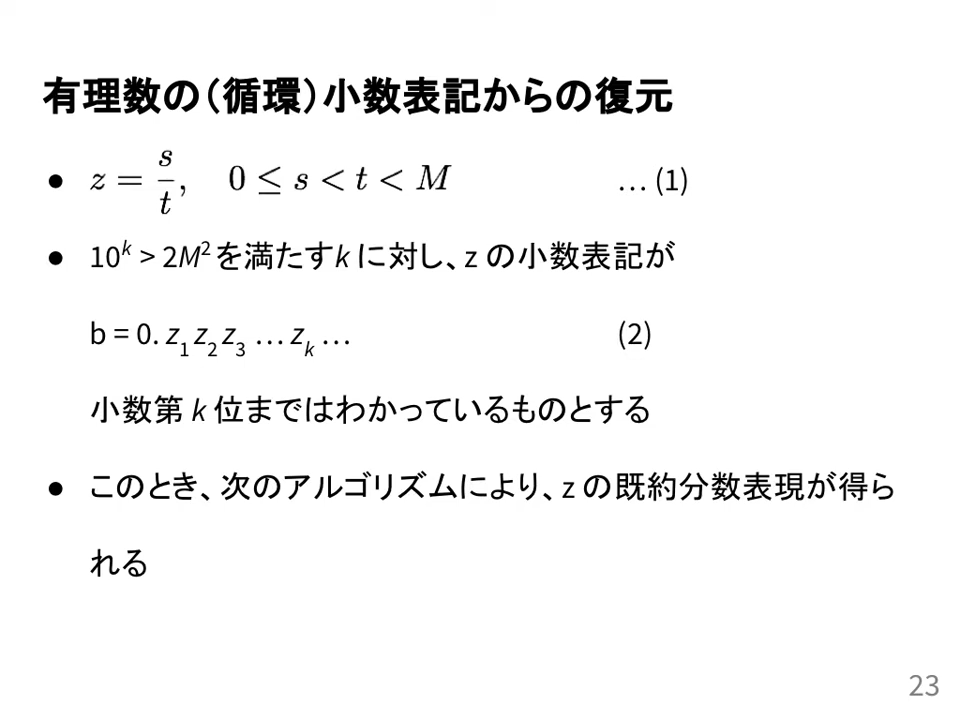 有理数の（循環）小数表記からの復元
● z = s/t, 0 ≤ s < t < M … (1)
● 10^k > 2M^2 を満たす k に対し、z の小数表記が
b = 0. z_1 z_2 z_3 … z_k … (2)
小数第 k 位まではわかっているものとする
● このとき、次のアルゴリズムにより、z の既約分数表現が得ら
れる
23